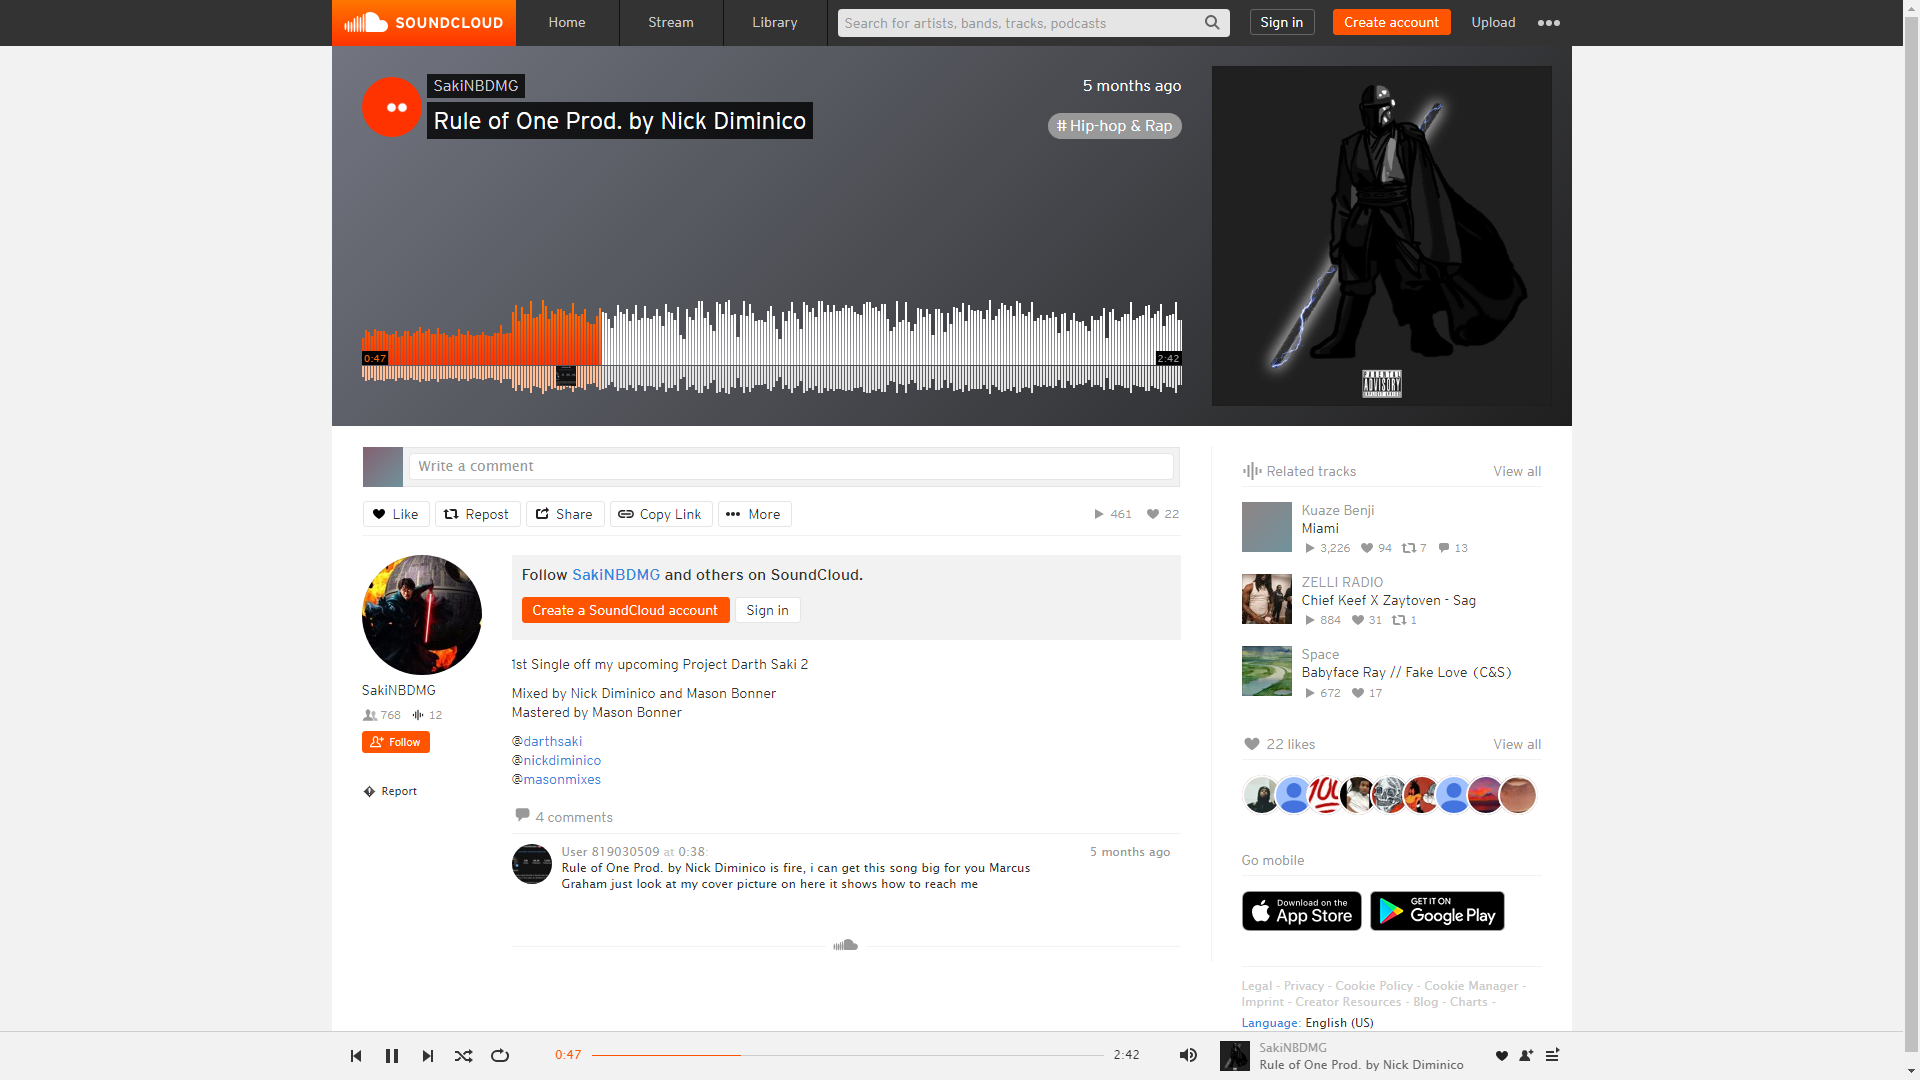 SOUNDCLOUD
Home
Stream
Library
Search for artists, bands, tracks, podcasts
Sign in
Create account
Upload
SakiNBDMG
5 months ago
Rule of One Prod. by Nick Diminico
# Hip-hop & Rap
0:47
2:42
PARENTAL
ADVISORY
EXPLICIT LYRICS
Write a comment
Like
Repost
Share
Copy Link
More
461
22
Follow SakiNBDMG and others on SoundCloud.
Create a SoundCloud account
Sign in
SakiNBDMG
768
12
Follow
Report
1st Single off my upcoming Project Darth Saki 2
Mixed by Nick Diminico and Mason Bonner
Mastered by Mason Bonner
@darthsaki
@nickdiminico
@masonmixes
4 comments
User 819030509 at 0:38:
5 months ago
Rule of One Prod. by Nick Diminico is fire, i can get this song big for you Marcus
Graham just look at my cover picture on here it shows how to reach me
Related tracks
View all
Kuaze Benji
Miami
3,226
94
7
13
ZELLI RADIO
Chief Keef X Zaytoven - Sag
884
31
1
Space
Babyface Ray // Fake Love (C&S)
672
17
22 likes
View all
100
Go mobile
Download on the
App Store
GET IT ON
Google Play
Legal - Privacy - Cookie Policy - Cookie Manager -
Imprint - Creator Resources - Blog - Charts -
Language: English (US)
0:47
2:42
SakiNBDMG
Rule of One Prod. by Nick Diminico